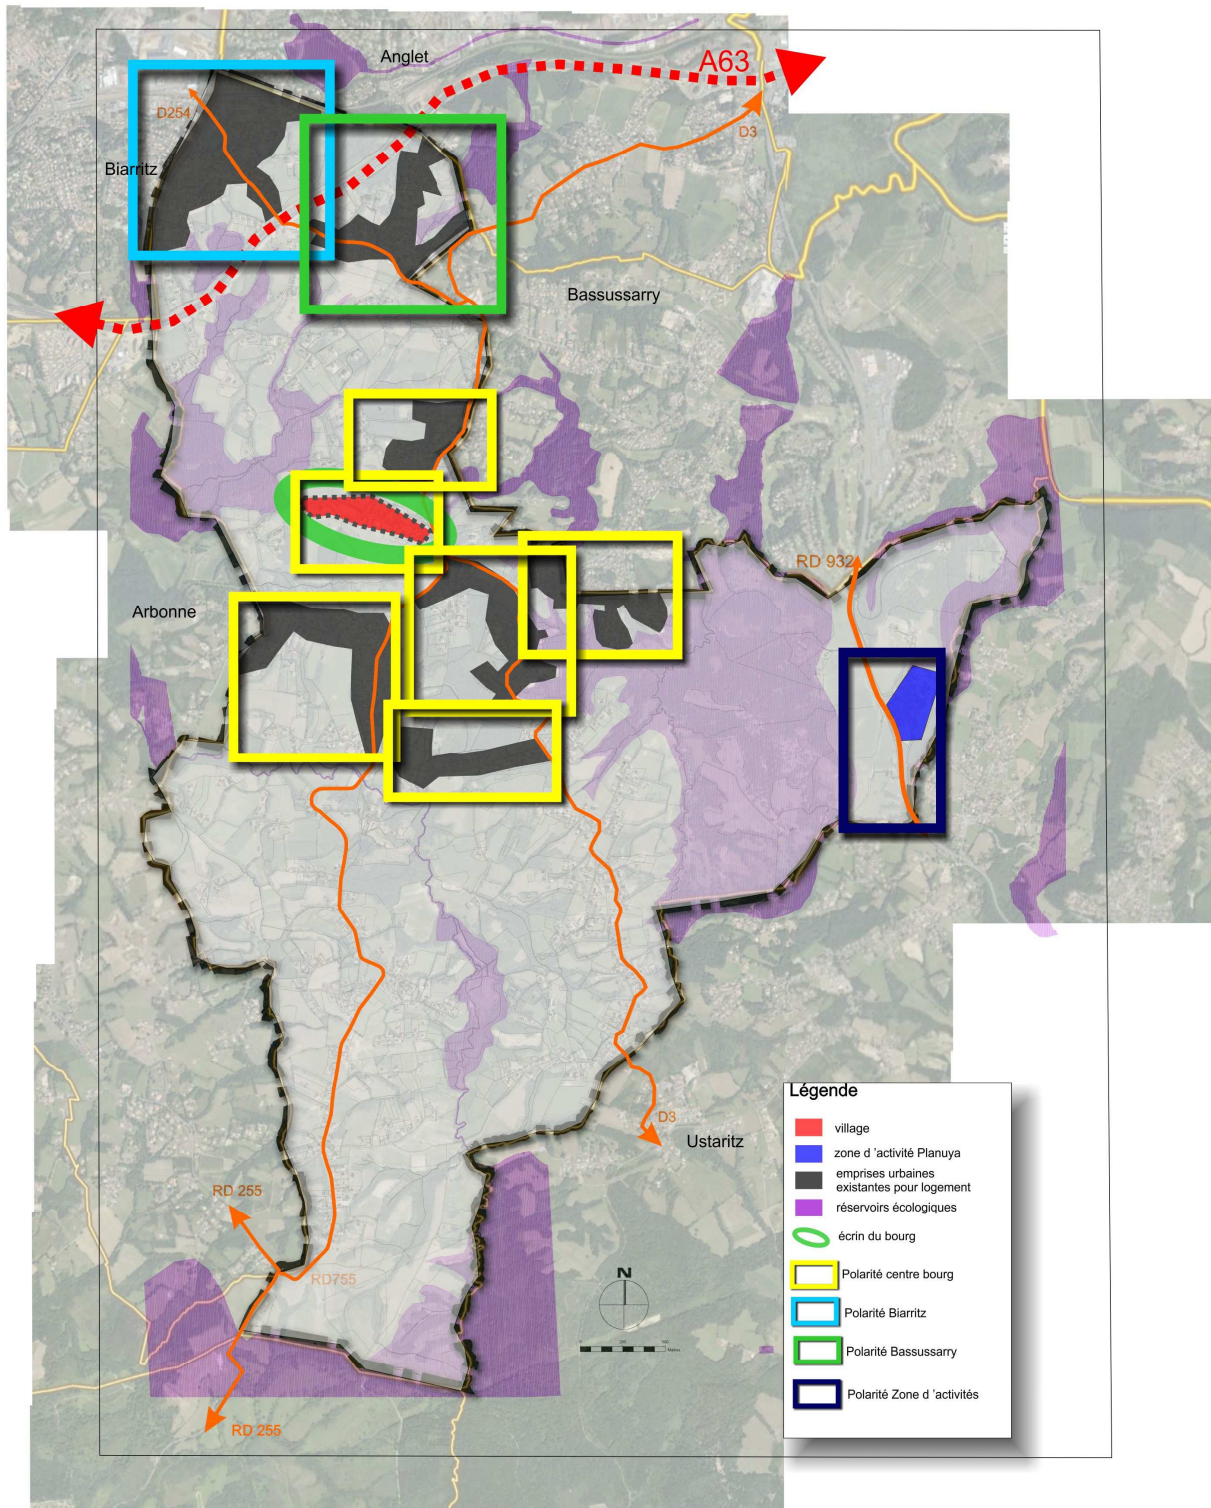 Anglet
A63
D254
D3
Biarritz
Bassussarry
RD 932
Arbonne
D3
Ustaritz
RD 255
RD755
RD 255
N
Légende
village
zone d 'activité Planuya
emprises urbaines
existantes pour logement
réservoirs écologiques
écrin du bourg
Polarité centre bourg
Polarité Biarritz
Polarité Bassussarry
Polarité Zone d 'activités